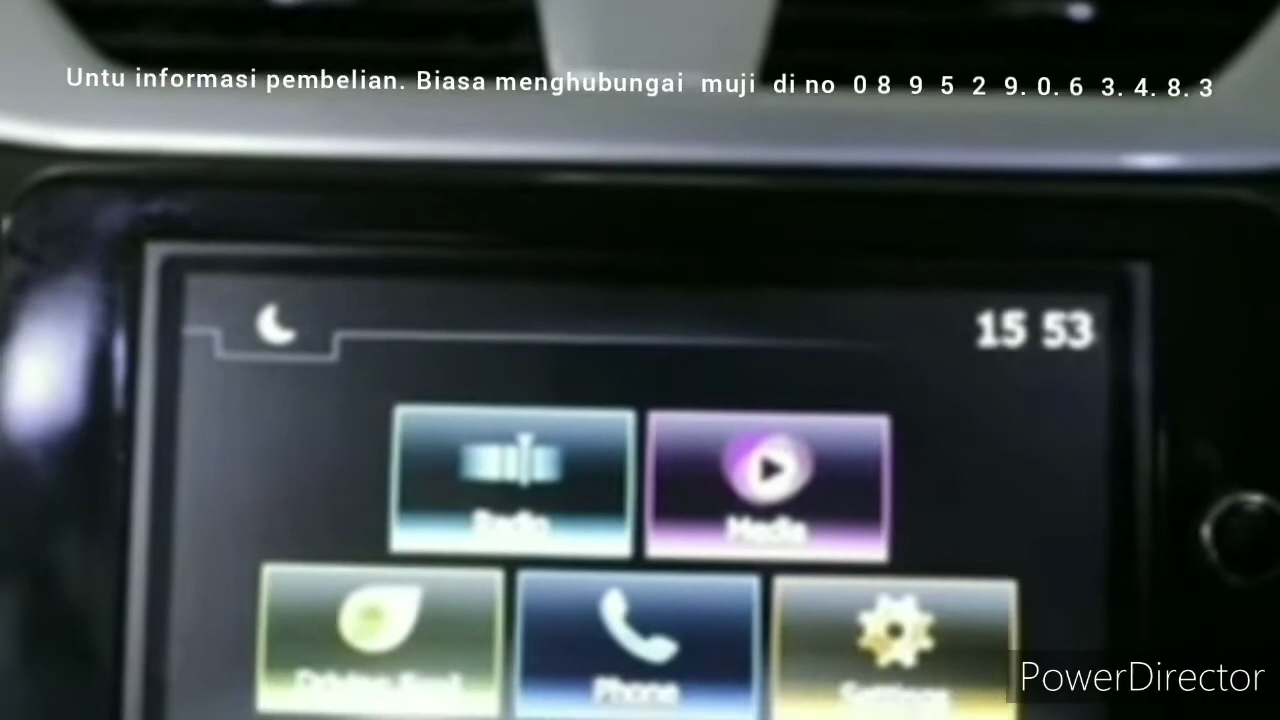 Untu informasi pembelian. Biasa menghubungai muji di no 0 8 9 5 2 9. 0. 6 3. 4. 8. 3
15 53
Radio Media
Phone Settings
PowerDirector